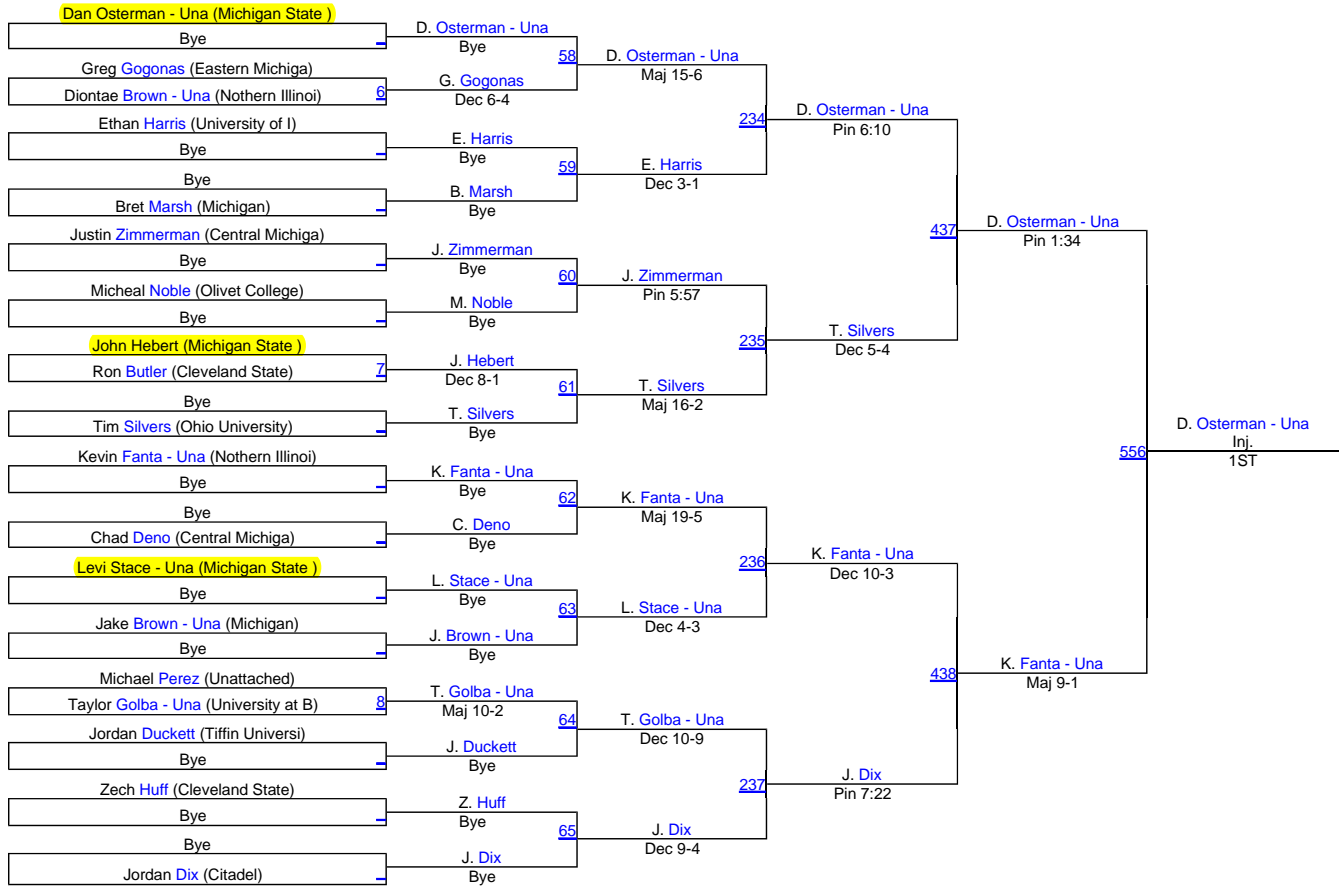 Dan Osterman - Una (Michigan State )
Bye
Greg Gogonas (Eastern Michiga)
Diontae Brown - Una (Nothern Illinoi)
6
Ethan Harris (University of I)
Bye
Bye
Bret Marsh (Michigan)
Justin Zimmerman (Central Michiga)
Bye
Micheal Noble (Olivet College)
Bye
John Hebert (Michigan State )
Ron Butler (Cleveland State)
7
Bye
Tim Silvers (Ohio University)
Kevin Fanta - Una (Nothern Illinoi)
Bye
Bye
Chad Deno (Central Michiga)
Levi Stace - Una (Michigan State )
Bye
Jake Brown - Una (Michigan)
Bye
Michael Perez (Unattached)
Taylor Golba - Una (University at B)
8
Jordan Duckett (Tiffin Universi)
Bye
Zech Huff (Cleveland State)
Bye
Bye
Jordan Dix (Citadel)
D. Osterman - Una
Bye
58
G. Gogonas
Dec 6-4
E. Harris
Bye
59
B. Marsh
Bye
J. Zimmerman
Bye
60
M. Noble
Bye
J. Hebert
Dec 8-1
61
T. Silvers
Bye
K. Fanta - Una
Bye
62
C. Deno
Bye
L. Stace - Una
Bye
63
J. Brown - Una
Bye
T. Golba - Una
Maj 10-2
64
J. Duckett
Bye
Z. Huff
Bye
65
J. Dix
Bye
D. Osterman - Una
Maj 15-6
234
E. Harris
Dec 3-1
J. Zimmerman
Pin 5:57
235
T. Silvers
Maj 16-2
K. Fanta - Una
Maj 19-5
236
L. Stace - Una
Dec 4-3
T. Golba - Una
Dec 10-9
237
J. Dix
Dec 9-4
D. Osterman - Una
Pin 6:10
437
T. Silvers
Dec 5-4
K. Fanta - Una
Dec 10-3
438
J. Dix
Pin 7:22
D. Osterman - Una
Pin 1:34
556
K. Fanta - Una
Maj 9-1
D. Osterman - Una
Inj.
1ST